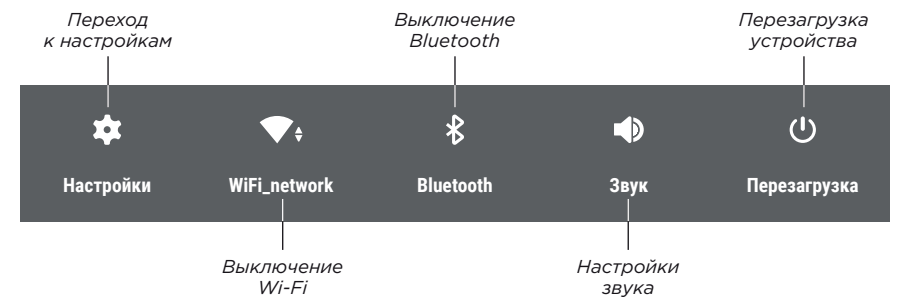 Переход
к настройкам
Выключение
Bluetooth
Перезагрузка
устройства
Настройки
WiFi_network
Bluetooth
Звук
Перезагрузка
Выключение
Wi-Fi
Настройки
звука